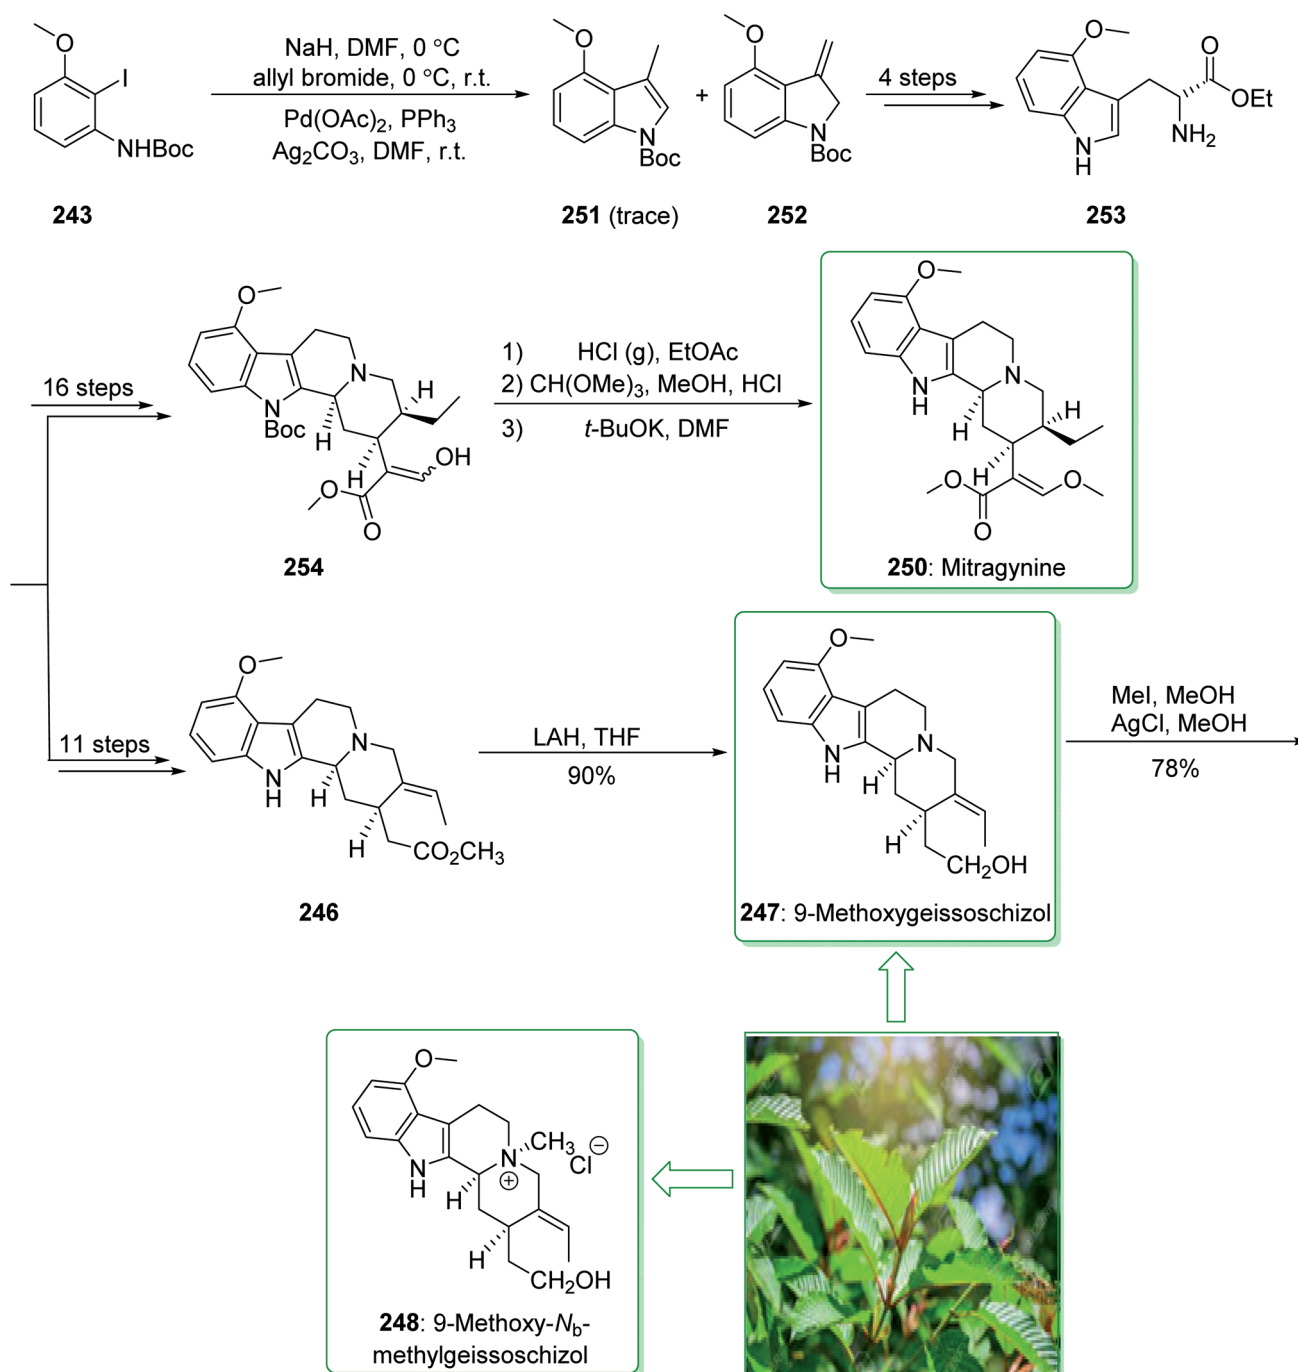 NaH, DMF, 0 °C
allyl bromide, 0 °C, r.t.
Pd(OAc)2, PPh3
Ag2CO3, DMF, r.t.
O
I
NHBoc
243
O
N
Boc
251 (trace)
+
O
N
Boc
252
4 steps
O
O
OEt
NH2
N
H
253
16 steps
O
N
N
Boc
H
H
H
OH
O
O
254
1) HCl (g), EtOAc
2) CH(OMe)3, MeOH, HCl
3) t-BuOK, DMF
O
N
N
H
H
H
H
O
O
O
250: Mitragynine
11 steps
O
N
N
H
H
H
CO2CH3
246
LAH, THF
90%
O
N
N
H
H
H
CH2OH
247: 9-Methoxygeissoschizol
MeI, MeOH
AgCl, MeOH
78%
O
N
CH3
+
Cl
−
N
H
H
H
CH2OH
248: 9-Methoxy-Nb-
methylgeissoschizol